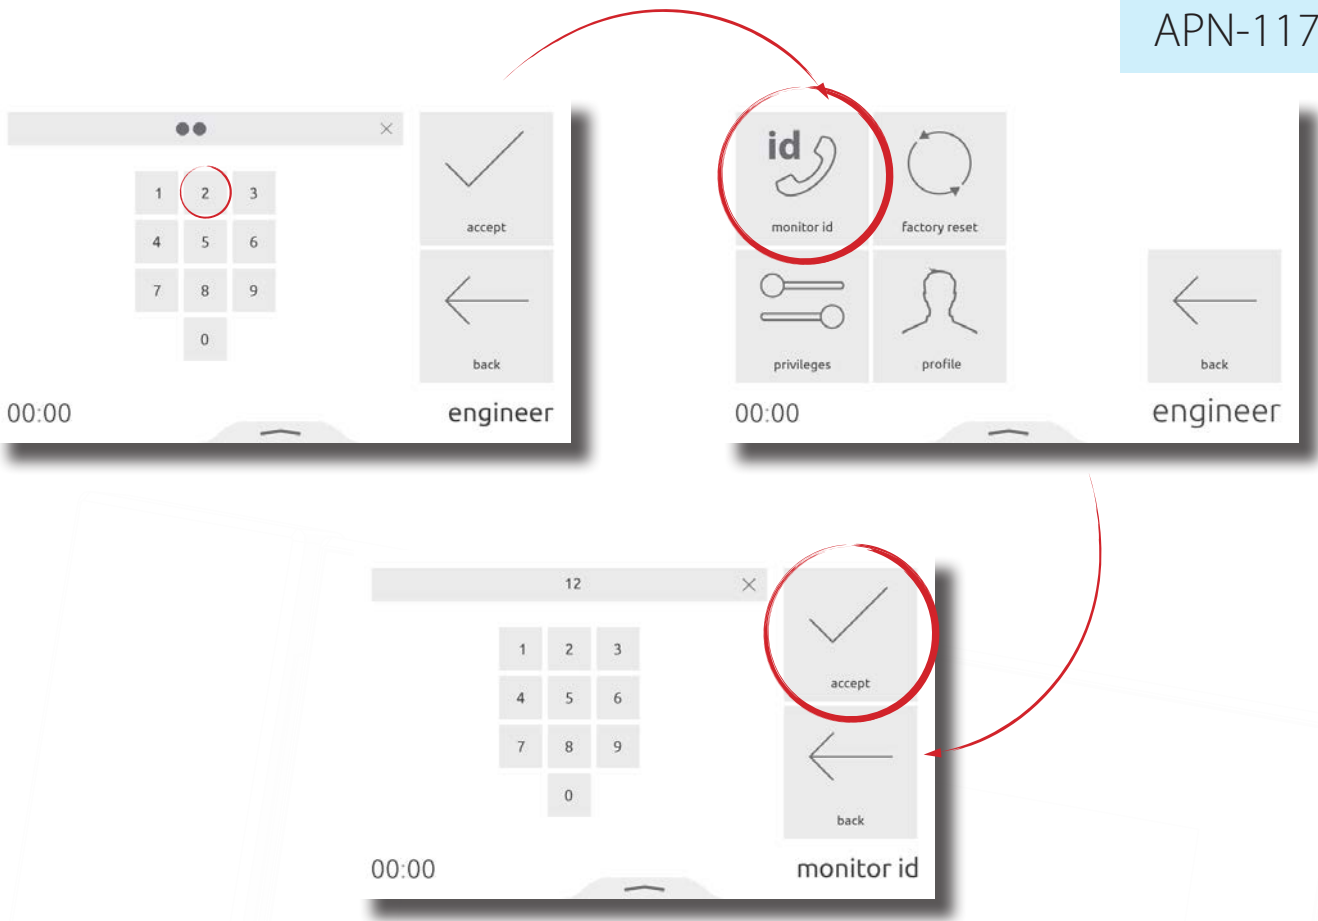 APN-117
×
1 2 3
4 5 6
7 8 9
0
accept
back
00:00
engineer
id
monitor id
factory reset
privileges
profile
back
00:00
engineer
12 ×
1 2 3
4 5 6
7 8 9
0
accept
back
00:00
monitor id